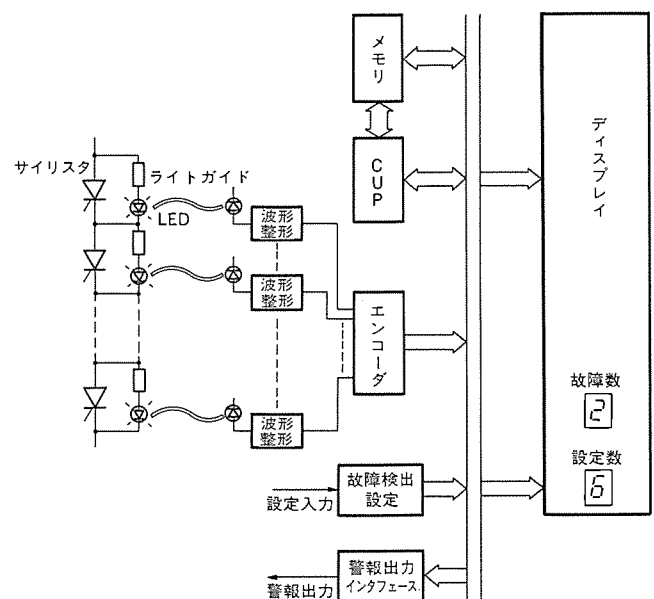 メモリ
CUP
ディスプレイ
サイリスタ
ライトガイド
LED
波形
整形
波形
整形
エンコーダ
波形
整形
故障数
2
設定数
6
故障検出
設定
設定入力
警報出力
インタフェース
警報出力